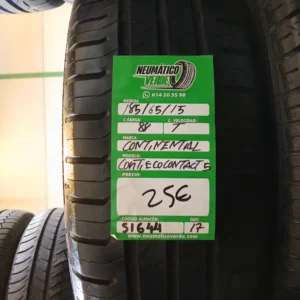 NEUMÁTICO
VERDE
614 20 35 98
MEDIDA:
185/65/15
C. CARGA: C. VELOCIDAD:
88 T
MARCA:
CONTINENTAL
MODELO:
CONTI ECOCONTACT 5
PRECIO:
25€
CÓDIGO ALMACÉN: DOT:
51644 17
www.neumaticoverde.com